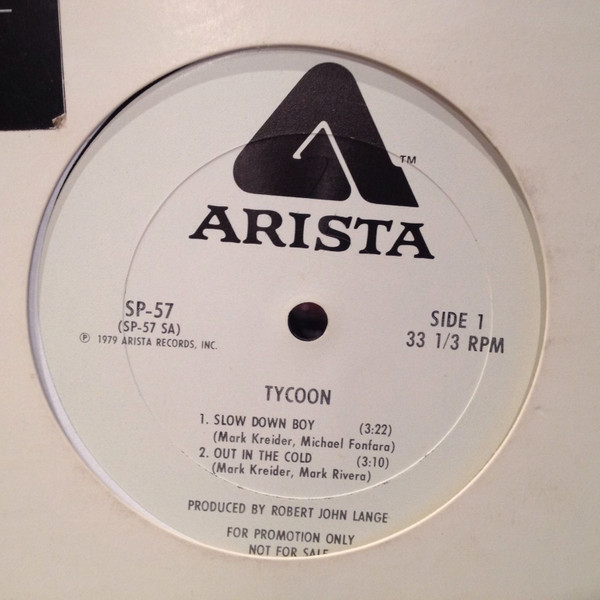 TM
ARISTA
SP-57
(SP-57 SA)
℗ 1979 ARISTA RECORDS, INC.
SIDE 1
33 1/3 RPM
TYCOON
1. SLOW DOWN BOY (3:22)
(Mark Kreider, Michael Fonfara)
2. OUT IN THE COLD (3:10)
(Mark Kreider, Mark Rivera)
PRODUCED BY ROBERT JOHN LANGE
FOR PROMOTION ONLY
NOT FOR SALE